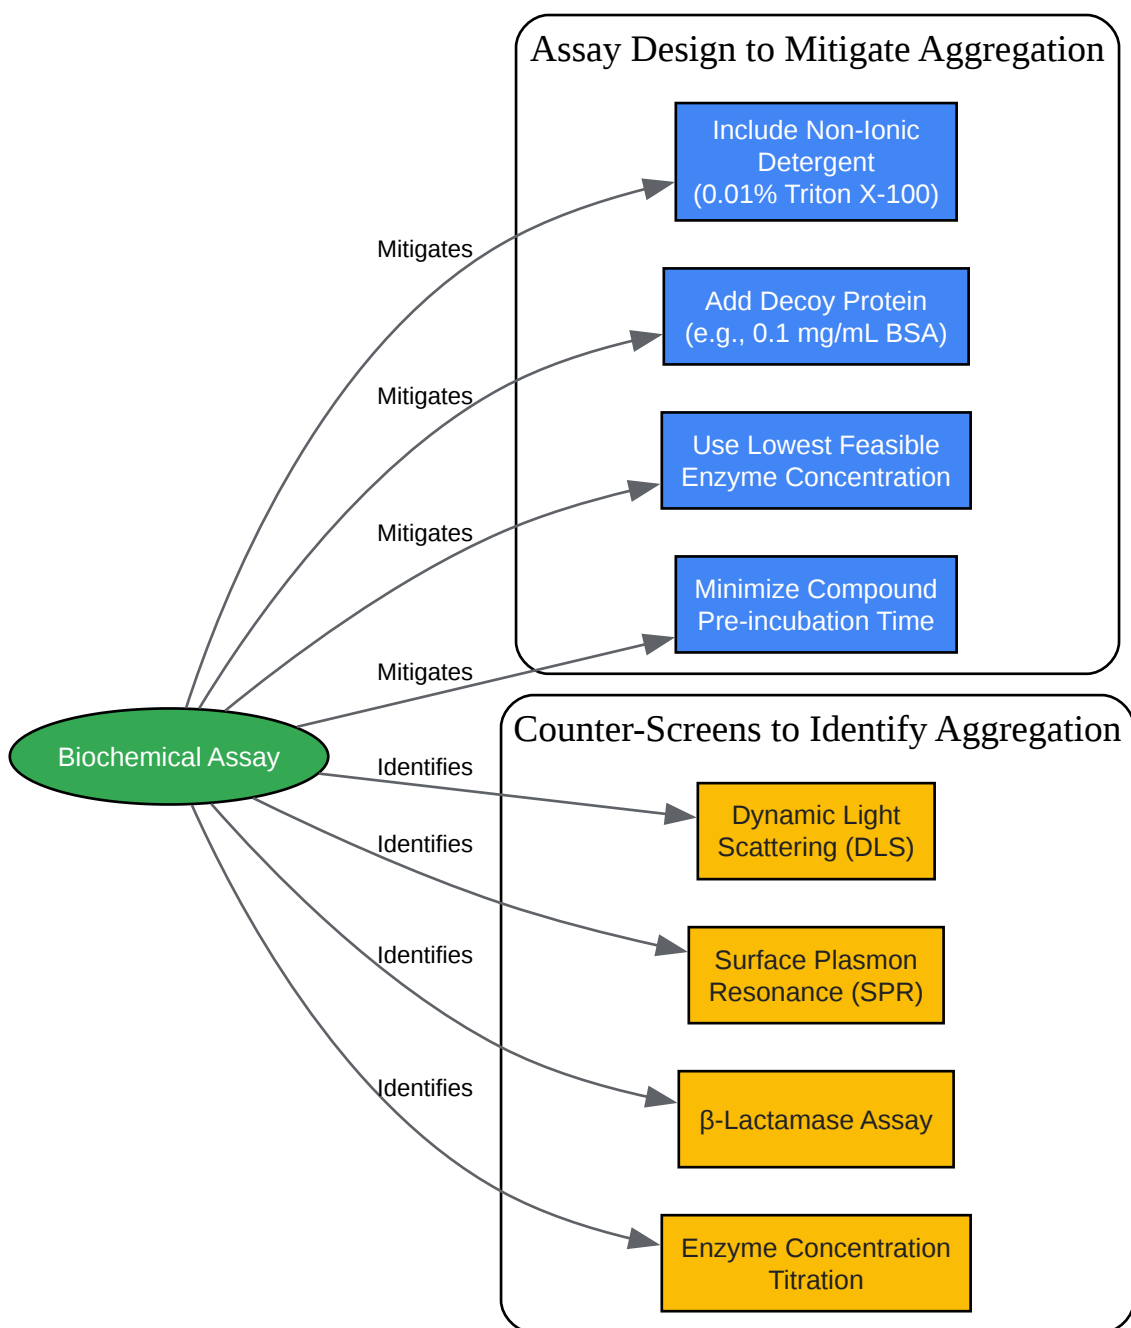 Assay Design to Mitigate Aggregation
Include Non-Ionic
Detergent
(0.01% Triton X-100)
Mitigates
Add Decoy Protein
(e.g., 0.1 mg/mL BSA)
Mitigates
Use Lowest Feasible
Enzyme Concentration
Mitigates
Minimize Compound
Pre-incubation Time
Mitigates
Biochemical Assay
Counter-Screens to Identify Aggregation
Identifies
Dynamic Light
Scattering (DLS)
Identifies
Surface Plasmon
Resonance (SPR)
Identifies
β-Lactamase Assay
Identifies
Enzyme Concentration
Titration